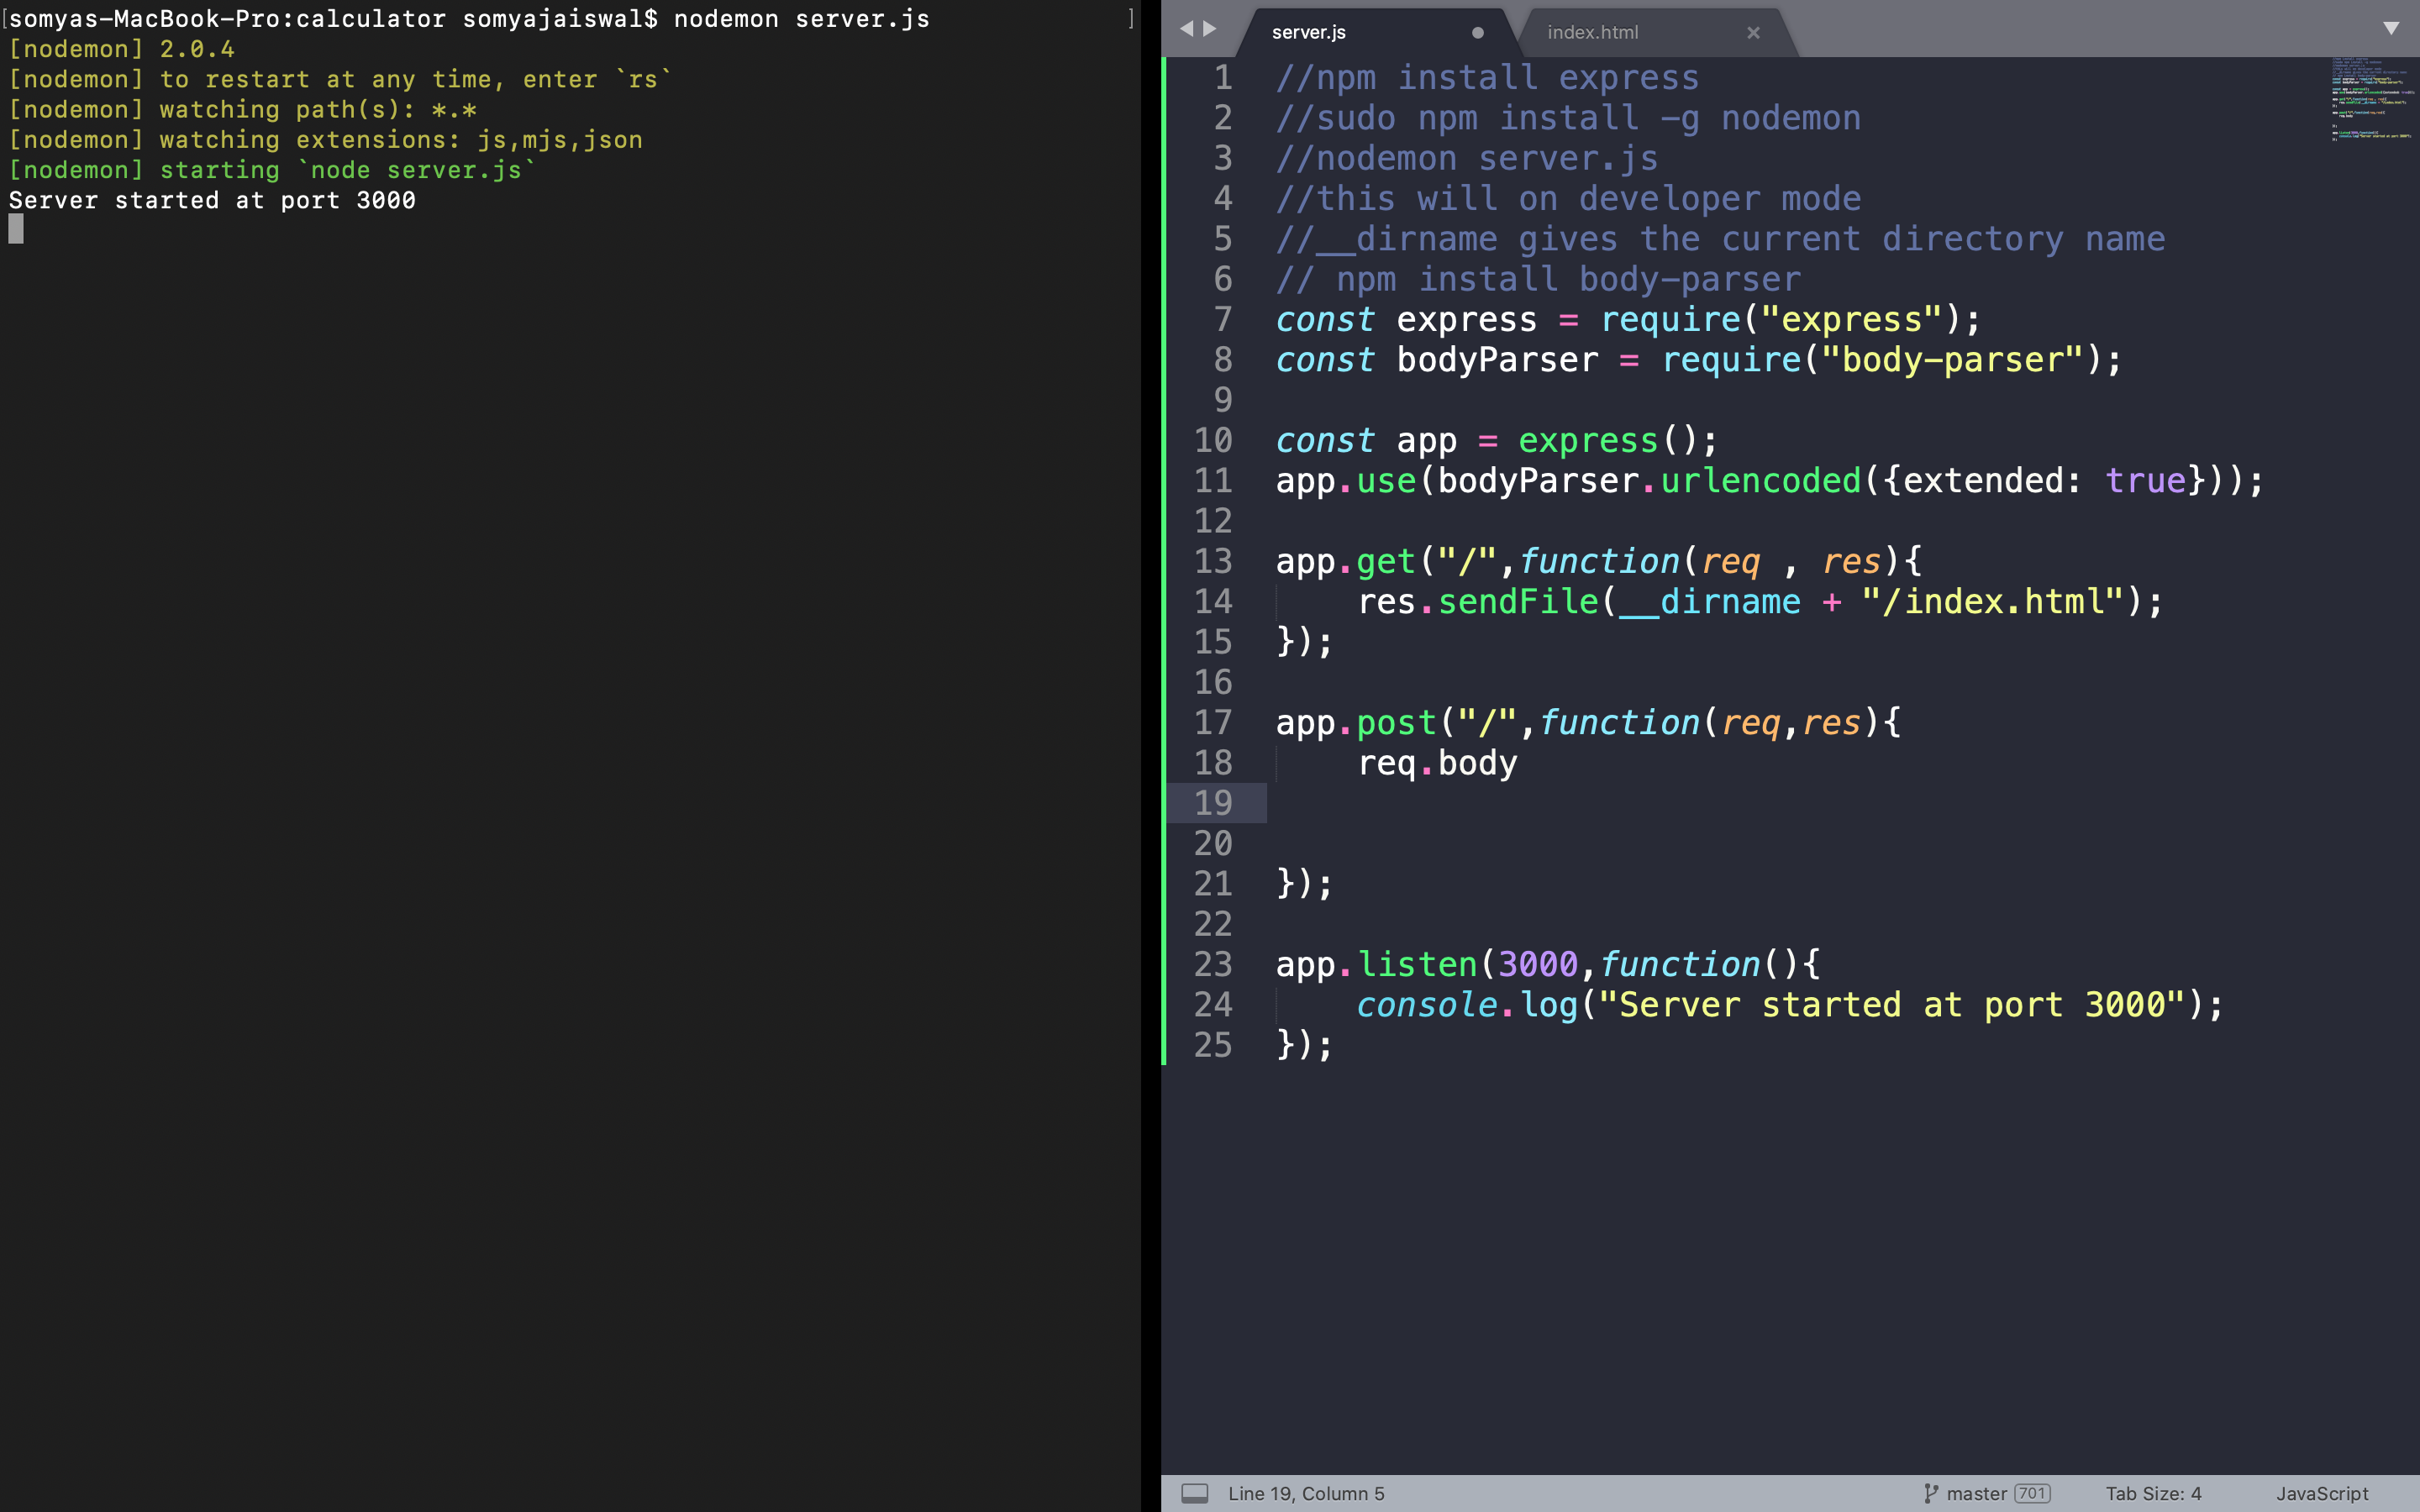 [somyas-MacBook-Pro:calculator somyajaiswal$ nodemon server.js ]
[nodemon] 2.0.4
[nodemon] to restart at any time, enter `rs`
[nodemon] watching path(s): *.*
[nodemon] watching extensions: js,mjs,json
[nodemon] starting `node server.js`
Server started at port 3000
server.js index.html
1 //npm install express
2 //sudo npm install -g nodemon
3 //nodemon server.js
4 //this will on developer mode
5 //__dirname gives the current directory name
6 // npm install body-parser
7 const express = require("express");
8 const bodyParser = require("body-parser");
9
10 const app = express();
11 app.use(bodyParser.urlencoded({extended: true}));
12
13 app.get("/",function(req , res){
14 res.sendFile(__dirname + "/index.html");
15 });
16
17 app.post("/",function(req,res){
18 req.body
19
20
21 });
22
23 app.listen(3000,function(){
24 console.log("Server started at port 3000");
25 });
Line 19, Column 5 master 701 Tab Size: 4 JavaScript